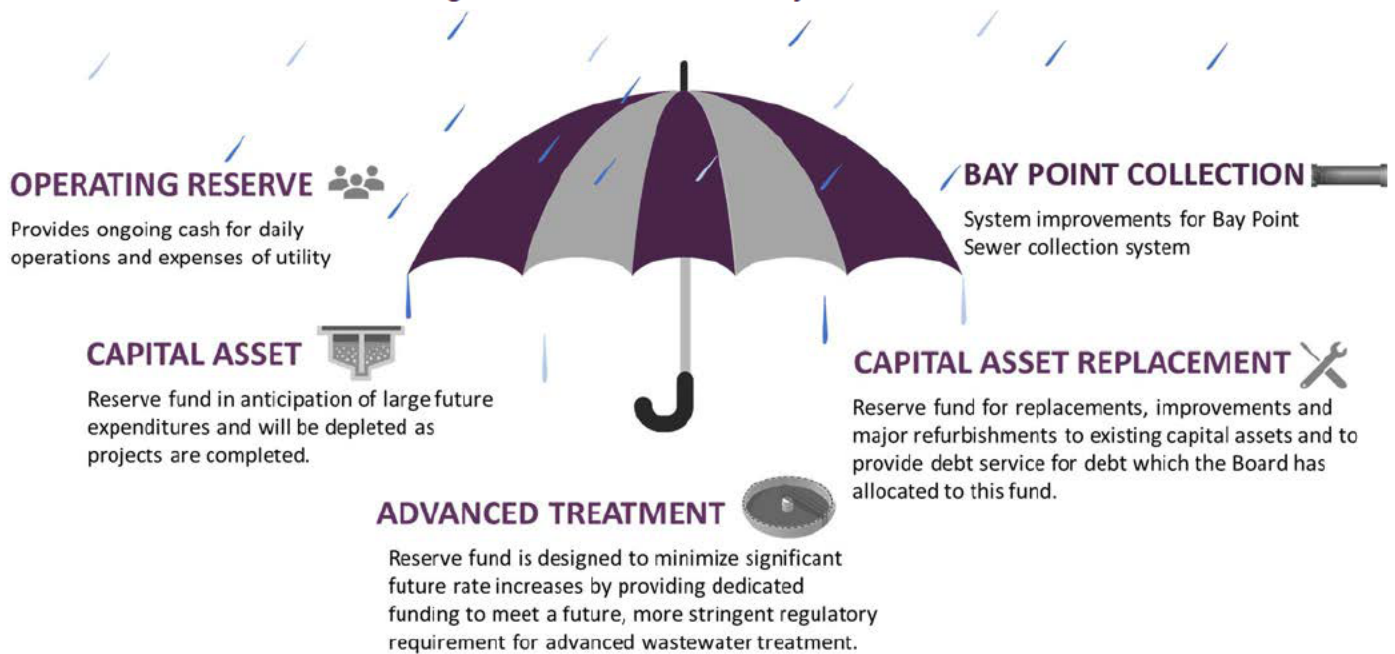 OPERATING RESERVE
Provides ongoing cash for daily
operations and expenses of utility
BAY POINT COLLECTION
System improvements for Bay Point
Sewer collection system
CAPITAL ASSET
Reserve fund in anticipation of large future
expenditures and will be depleted as
projects are completed.
CAPITAL ASSET REPLACEMENT
Reserve fund for replacements, improvements and
major refurbishments to existing capital assets and to
provide debt service for debt which the Board has
allocated to this fund.
ADVANCED TREATMENT
Reserve fund is designed to minimize significant
future rate increases by providing dedicated
funding to meet a future, more stringent regulatory
requirement for advanced wastewater treatment.